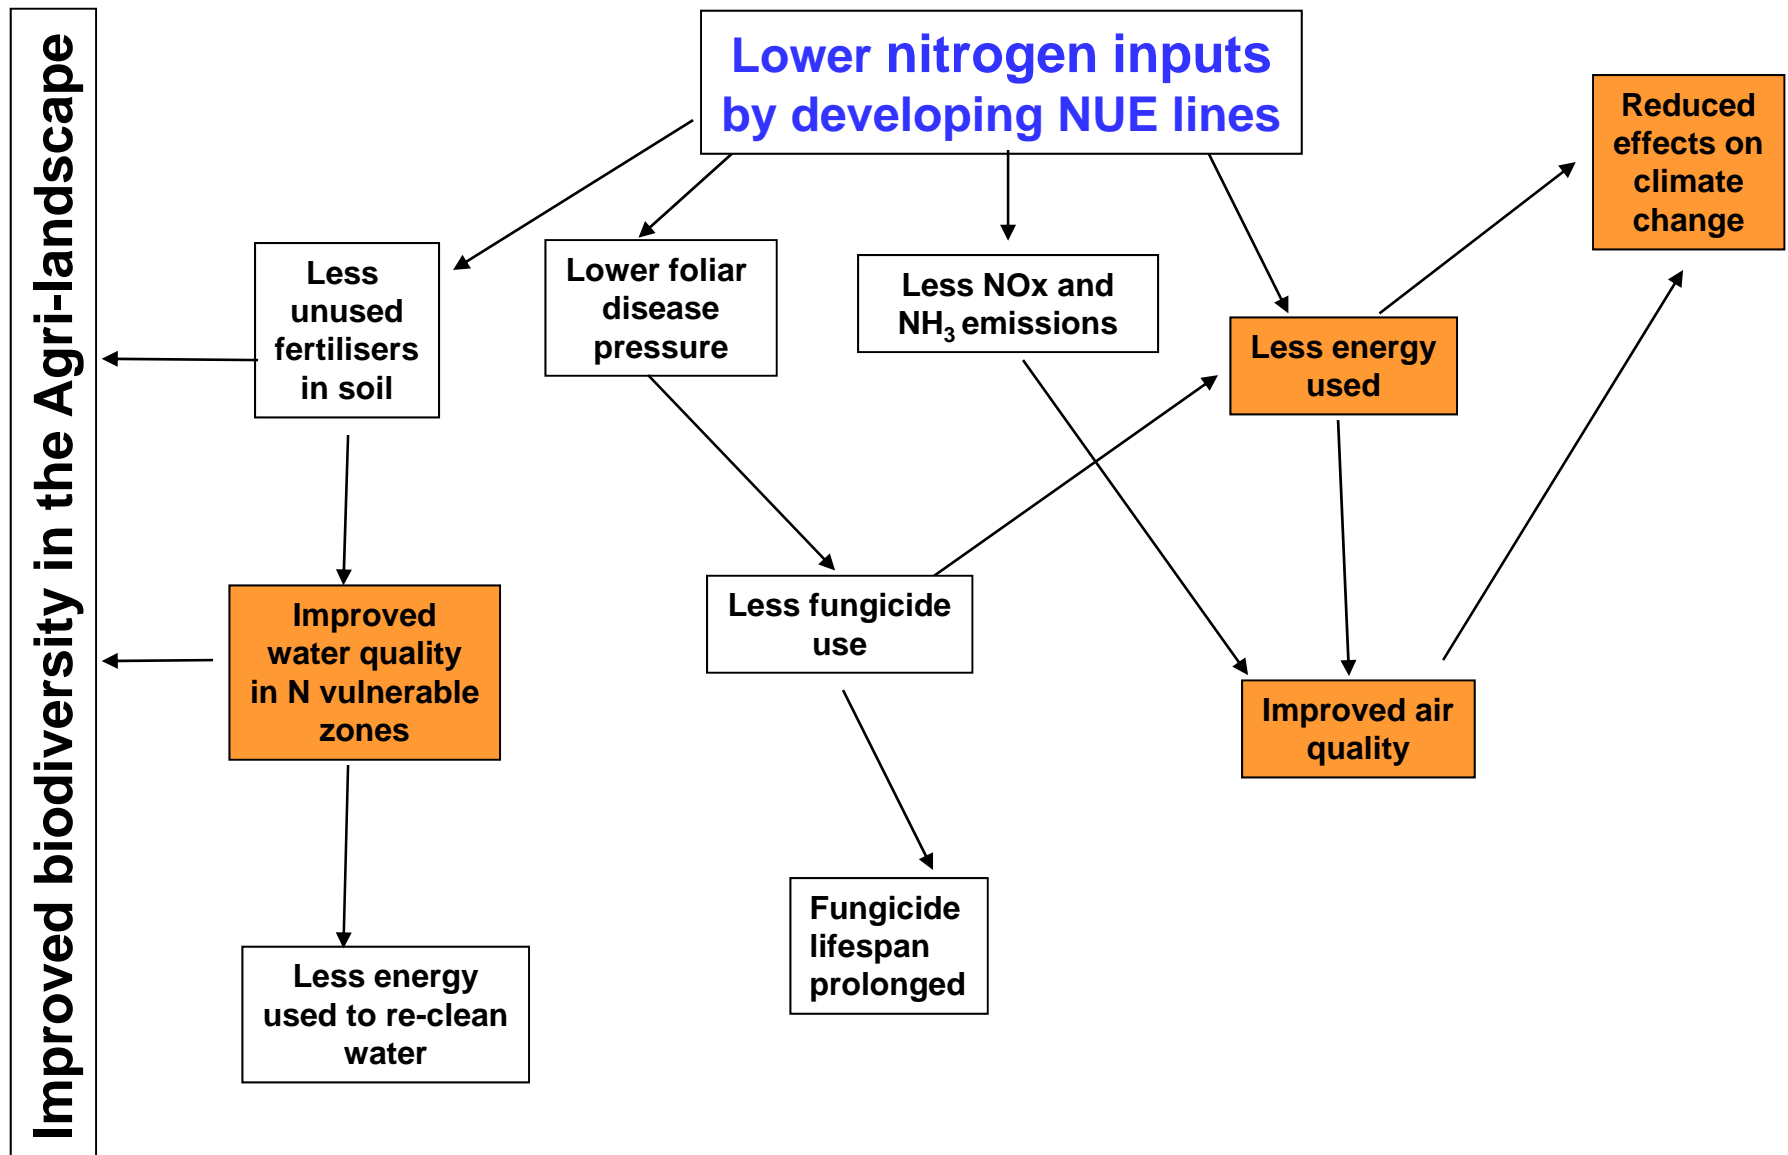 Improved biodiversity in the Agri-landscape
Lower nitrogen inputs
by developing NUE lines
Reduced
effects on
climate
change
Less
unused
fertilisers
in soil
Lower foliar
disease
pressure
Less NOx and
NH₃ emissions
Less energy
used
Improved
water quality
in N vulnerable
zones
Less fungicide
use
Improved air
quality
Fungicide
lifespan
prolonged
Less energy
used to re-clean
water